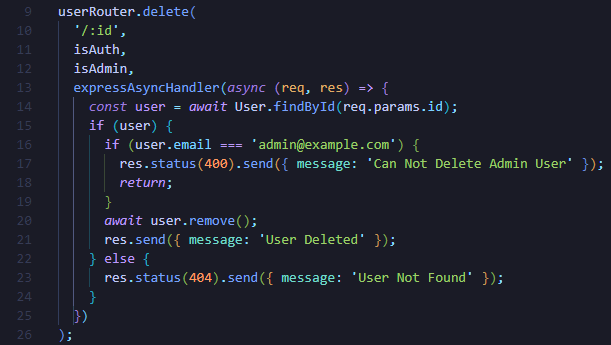 9 userRouter.delete(
10   '/:id',
11   isAuth,
12   isAdmin,
13   expressAsyncHandler(async (req, res) => {
14     const user = await User.findById(req.params.id);
15     if (user) {
16       if (user.email === 'admin@example.com') {
17         res.status(400).send({ message: 'Can Not Delete Admin User' });
18         return;
19       }
20       await user.remove();
21       res.send({ message: 'User Deleted' });
22     } else {
23       res.status(404).send({ message: 'User Not Found' });
24     }
25   })
26 );